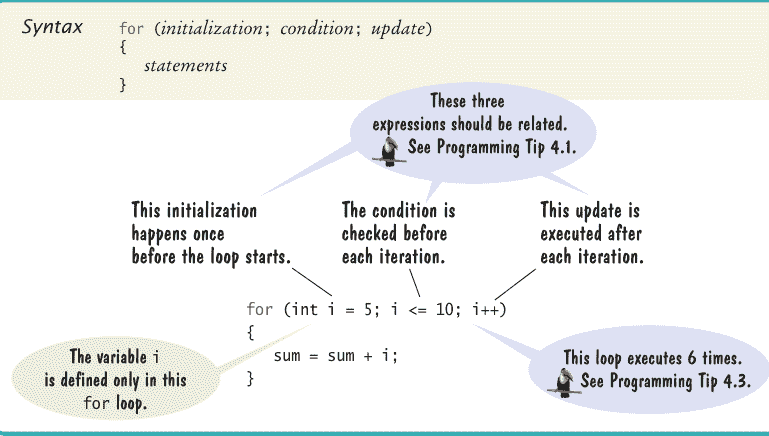 Syntax
for (initialization; condition; update)
{
statements
}
These three
expressions should be related.
See Programming Tip 4.1.
This initialization
happens once
before the loop starts.
The condition is
checked before
each iteration.
This update is
executed after
each iteration.
for (int i = 5; i <= 10; i++)
{
sum = sum + i;
}
The variable i
is defined only in this
for loop.
This loop executes 6 times.
See Programming Tip 4.3.